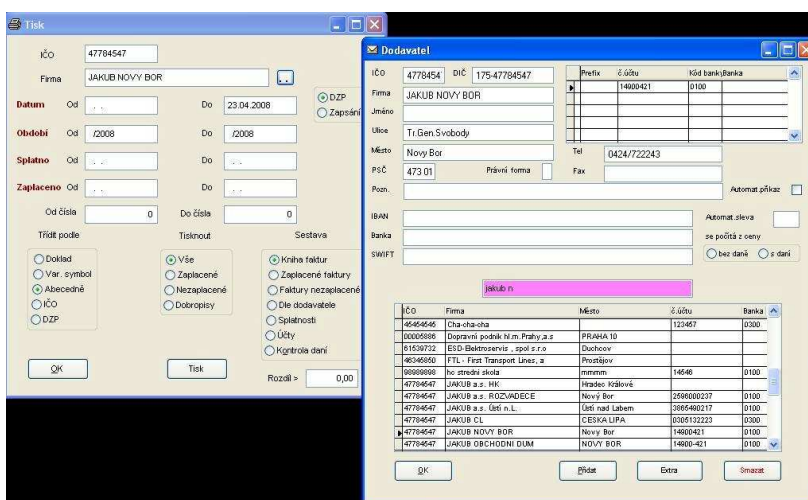 Tisk
IČO 47784547
Firma JAKUB NOVY BOR ..
Datum Od . . Do 23.04.2008
DZP
Zapsání
Období Od /2008 Do /2008
Splatno Od . . Do . .
Zaplaceno Od . . Do . .
Od čísla 0 Do čísla 0
Třídit podle Tisknout Sestava
Doklad
Var. symbol
Abecedně
IČO
DZP
Vše
Zaplacené
Nezaplacené
Dobropisy
Kniha faktur
Zaplacené faktury
Faktury nezaplacené
Dle dodavatele
Splatnosti
Účty
Kontrola daní
OK Tisk
Rozdíl > 0,00
Dodavatel
IČO 4778454 DIČ 175-47784547
Firma JAKUB NOVY BOR
Jméno
Ulice Tr.Gen.Svobody
Město Novy Bor
PSČ 473 01 Právní forma
Pozn.
Prefix č.účtu Kód banky Banka
14900421 0100
Tel 0424/722243
Fax
Automat.příkaz
IBAN
Banka
SWIFT
Automat.sleva
se počítá z ceny
bez daně s daní
jakub n
IČO Firma Město č.účtu Banka
45454545 Cha-cha-cha 123457 0300
00005886 Dopravní podnik hl.m.Prahy,a.s PRAHA 10
61539732 ESD-Elektroservis , spol s.r.o Duchcov
46345850 FTL - First Transport Lines, a Prostějov
98989898 hc stredni skola mmmm 14546 0100
47784547 JAKUB a.s. HK Hradec Králové 0100
47784547 JAKUB a.s. ROZVADECE Nový Bor 2596000237 0100
47784547 JAKUB a.s. Ústí n.L. Ústí nad Labem 3865490217 0100
47784547 JAKUB CL CESKA LIPA 0305132223 0300
47784547 JAKUB NOVY BOR Novy Bor 14900421 0100
47784547 JAKUB OBCHODNI DUM NOVY BOR 14900-421 0100
OK Přidat Extra Smazat